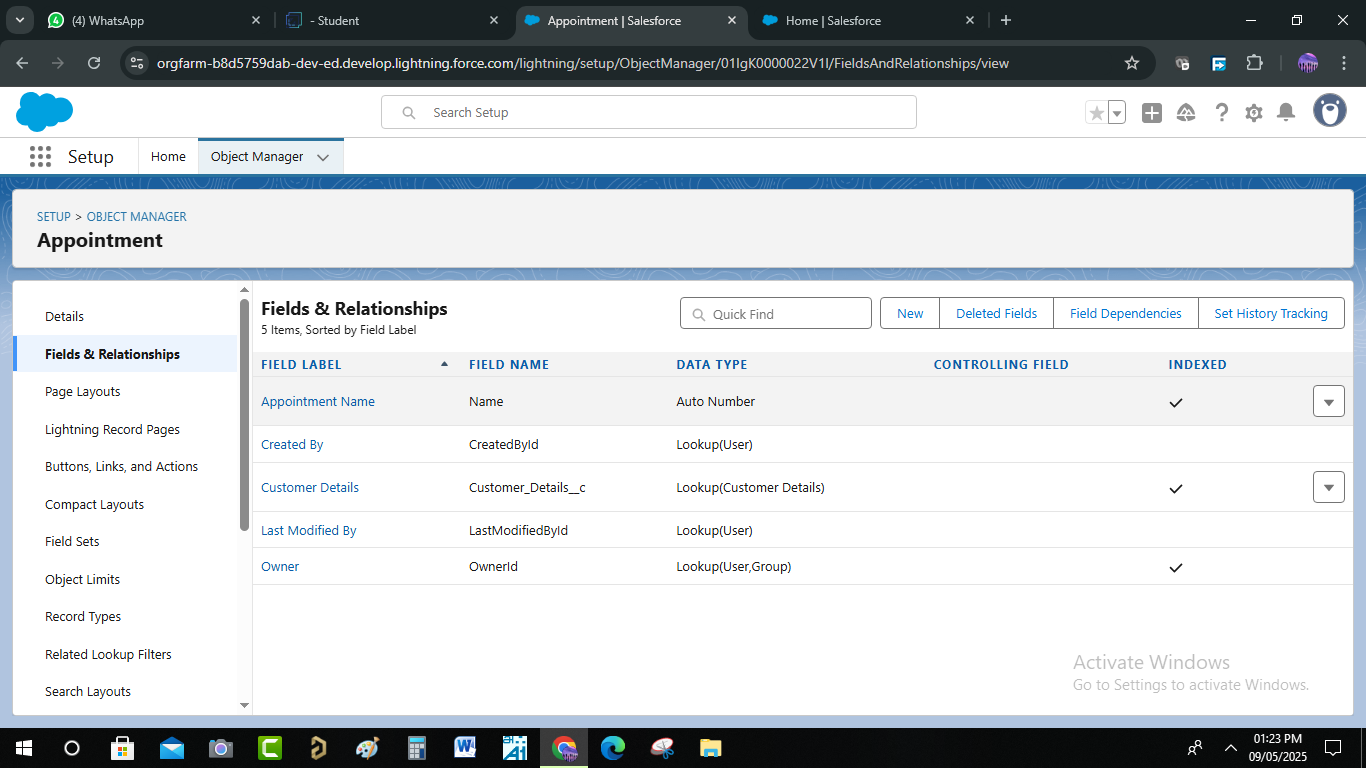 (4) WhatsApp
- Student
Appointment | Salesforce
Home | Salesforce
orgfarm-b8d5759dab-dev-ed.develop.lightning.force.com/lightning/setup/ObjectManager/01IgK0000022V1I/FieldsAndRelationships/view
Search Setup
Setup
Home
Object Manager
SETUP > OBJECT MANAGER
Appointment
Details
Fields & Relationships
Page Layouts
Lightning Record Pages
Buttons, Links, and Actions
Compact Layouts
Field Sets
Object Limits
Record Types
Related Lookup Filters
Search Layouts
Fields & Relationships
5 Items, Sorted by Field Label
Quick Find
New
Deleted Fields
Field Dependencies
Set History Tracking
FIELD LABEL FIELD NAME DATA TYPE CONTROLLING FIELD INDEXED
Appointment Name Name Auto Number
Created By CreatedById Lookup(User)
Customer Details Customer_Details__c Lookup(Customer Details)
Last Modified By LastModifiedById Lookup(User)
Owner OwnerId Lookup(User,Group)
Activate Windows
Go to Settings to activate Windows.
01:23 PM
09/05/2025